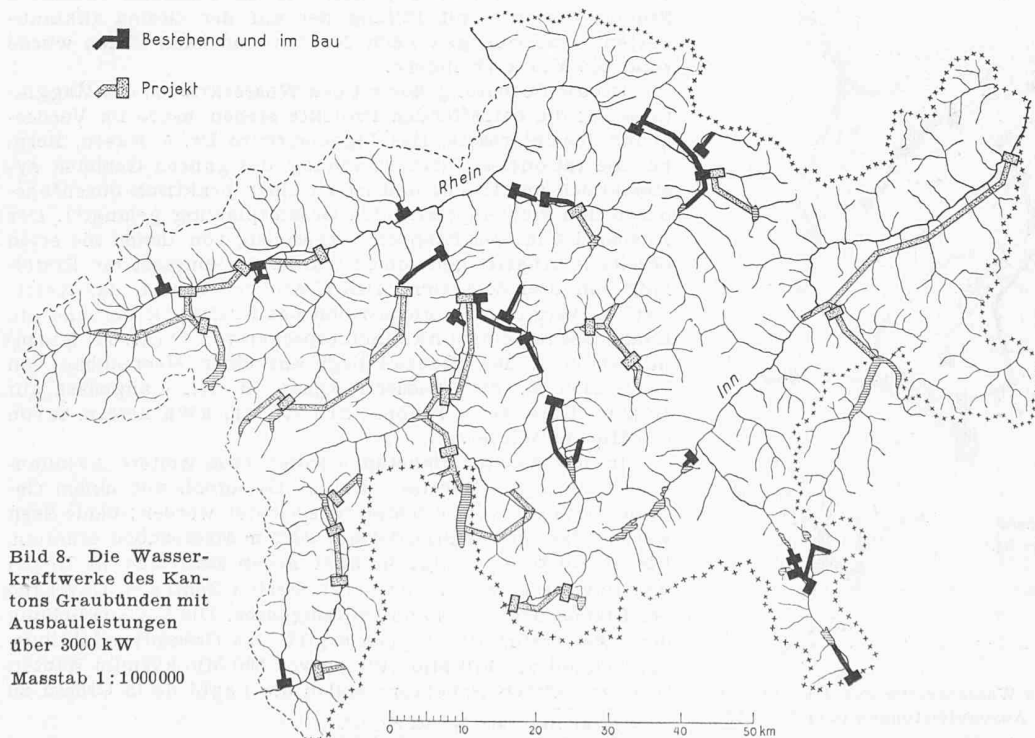 Bestehend und im Bau
Projekt
Rhein
Inn
Bild 8. Die Wasser-
kraftwerke des Kan-
tons Graubünden mit
Ausbauleistungen
über 3000 kW
Masstab 1:1000000
0 10 20 30 40 50 km